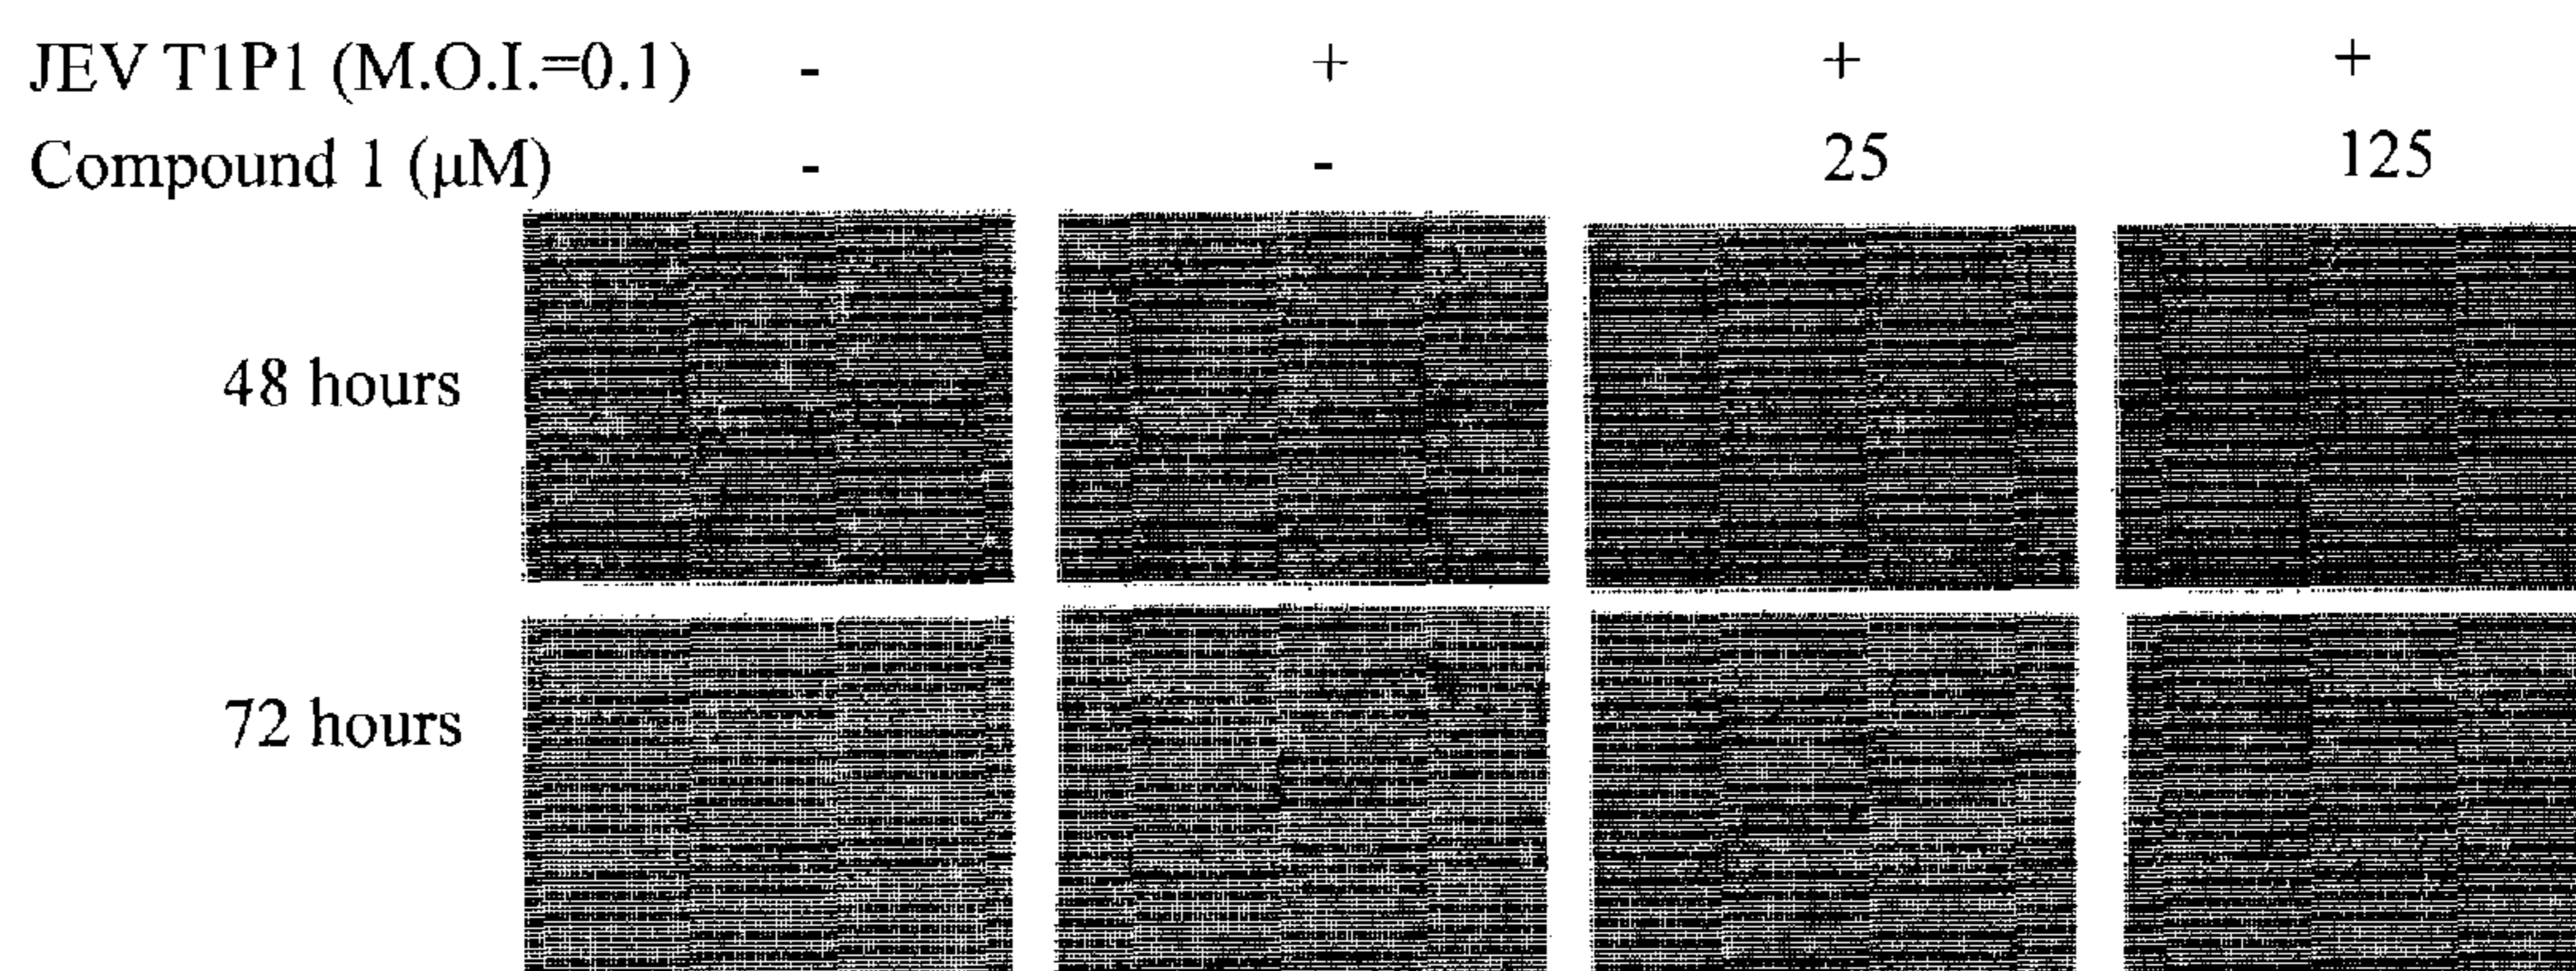 JEV T1P1 (M.O.I.=0.1) - + + +
Compound 1 (μM) - - 25 125
48 hours
72 hours